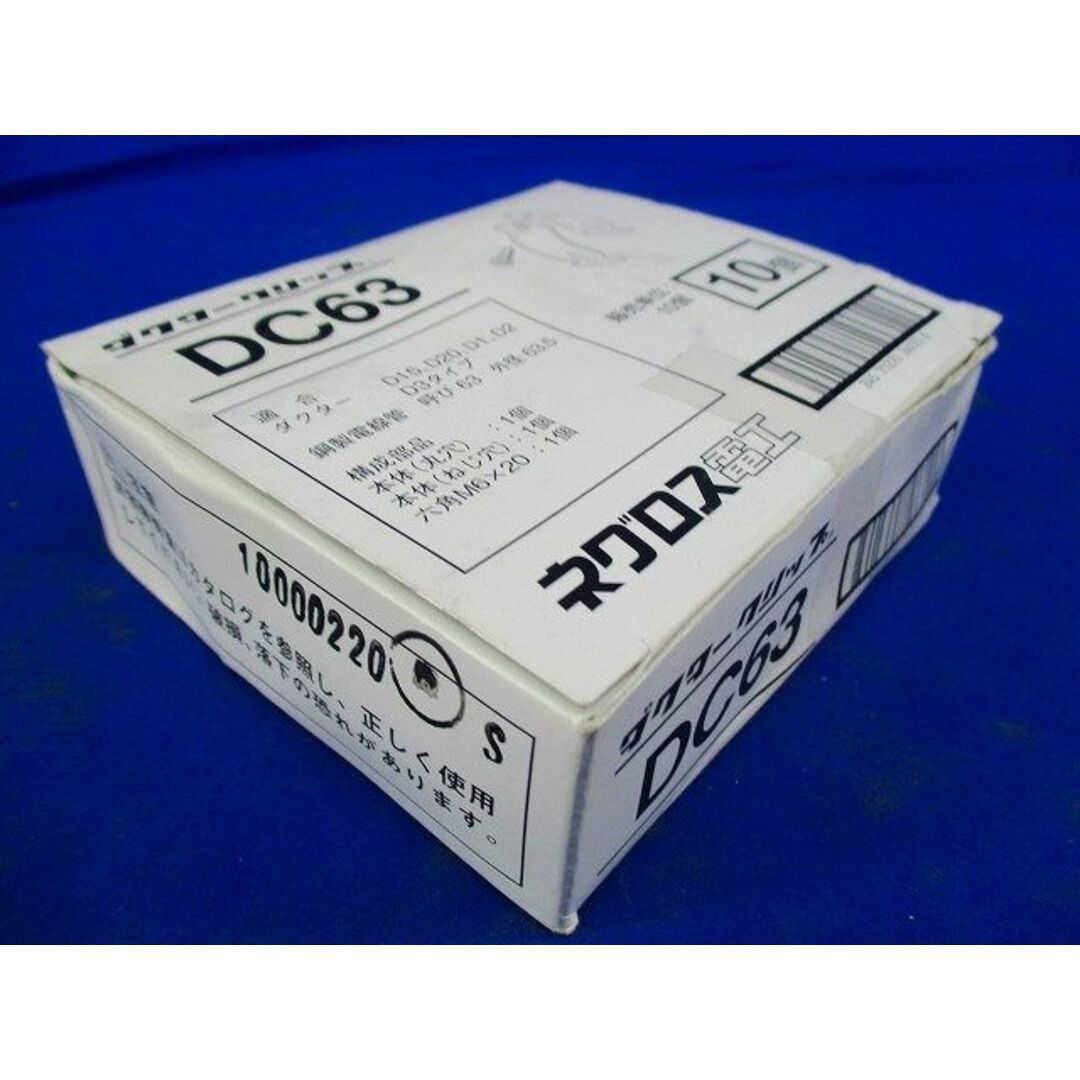 ダクタークリップ
DC63
適合
ダクター
D16.D20.D1.D2
D3タイプ
鋼製電線管 呼び63 外径63.5
構成部品
本体(丸穴) :1個
本体(ねじ穴):1個
六角M6×20 :1個
販売単位:
10個
10個
ネグロス電工
10000220
S
カタログを参照し、正しく使用
破損、落下の恐れがあります。
ダクタークリップ
DC63